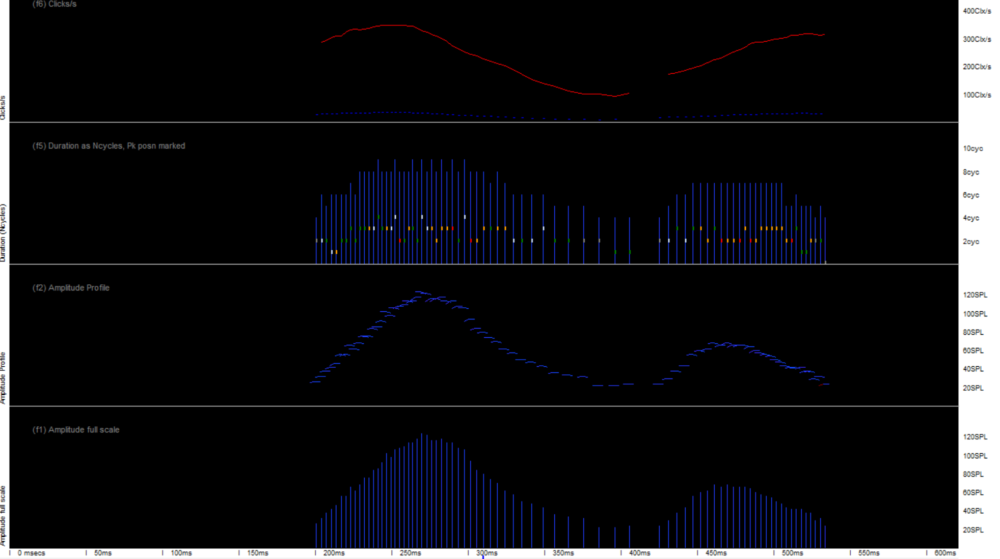 (f6) Clicks/s
400Clx/s
300Clx/s
200Clx/s
100Clx/s
Clicks/s
(f5) Duration as Ncycles, Pk posn marked
10cyc
8cyc
6cyc
4cyc
2cyc
Duration (Ncycles)
(f2) Amplitude Profile
120SPL
100SPL
80SPL
60SPL
40SPL
20SPL
Amplitude Profile
(f1) Amplitude full scale
120SPL
100SPL
80SPL
60SPL
40SPL
20SPL
Amplitude full scale
0 msecs 50ms 100ms 150ms 200ms 250ms 300ms 350ms 400ms 450ms 500ms 550ms 600ms